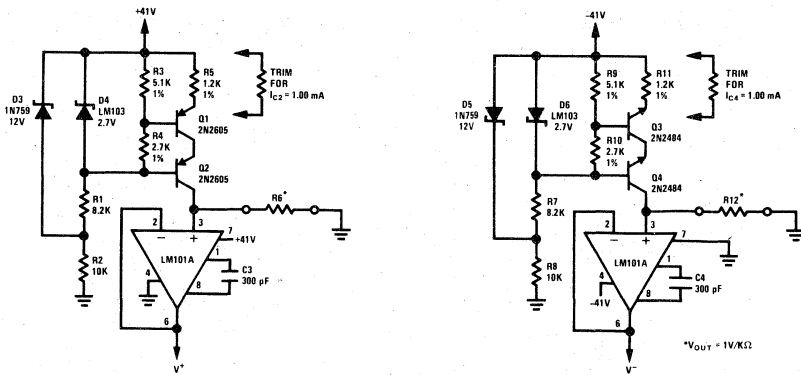 +41V
D3
1N759
12V
D4
LM103
2.7V
R3
5.1K
1%
R5
1.2K
1%
TRIM
FOR
IC2 = 1.00 mA
Q1
2N2605
R4
2.7K
1%
Q2
2N2605
R1
8.2K
R6*
2
3
7
+41V
− +
LM101A
1
4
8
C3
300 pF
R2
10K
6
V+
−41V
D5
1N759
12V
D6
LM103
2.7V
R9
5.1K
1%
R11
1.2K
1%
TRIM
FOR
IC4 = 1.00 mA
Q3
2N2484
R10
2.7K
1%
Q4
2N2484
R7
8.2K
R12*
2
3
7
− +
LM101A
1
4
−41V
8
C4
300 pF
R8
10K
6
V−
*VOUT = 1V/KΩ